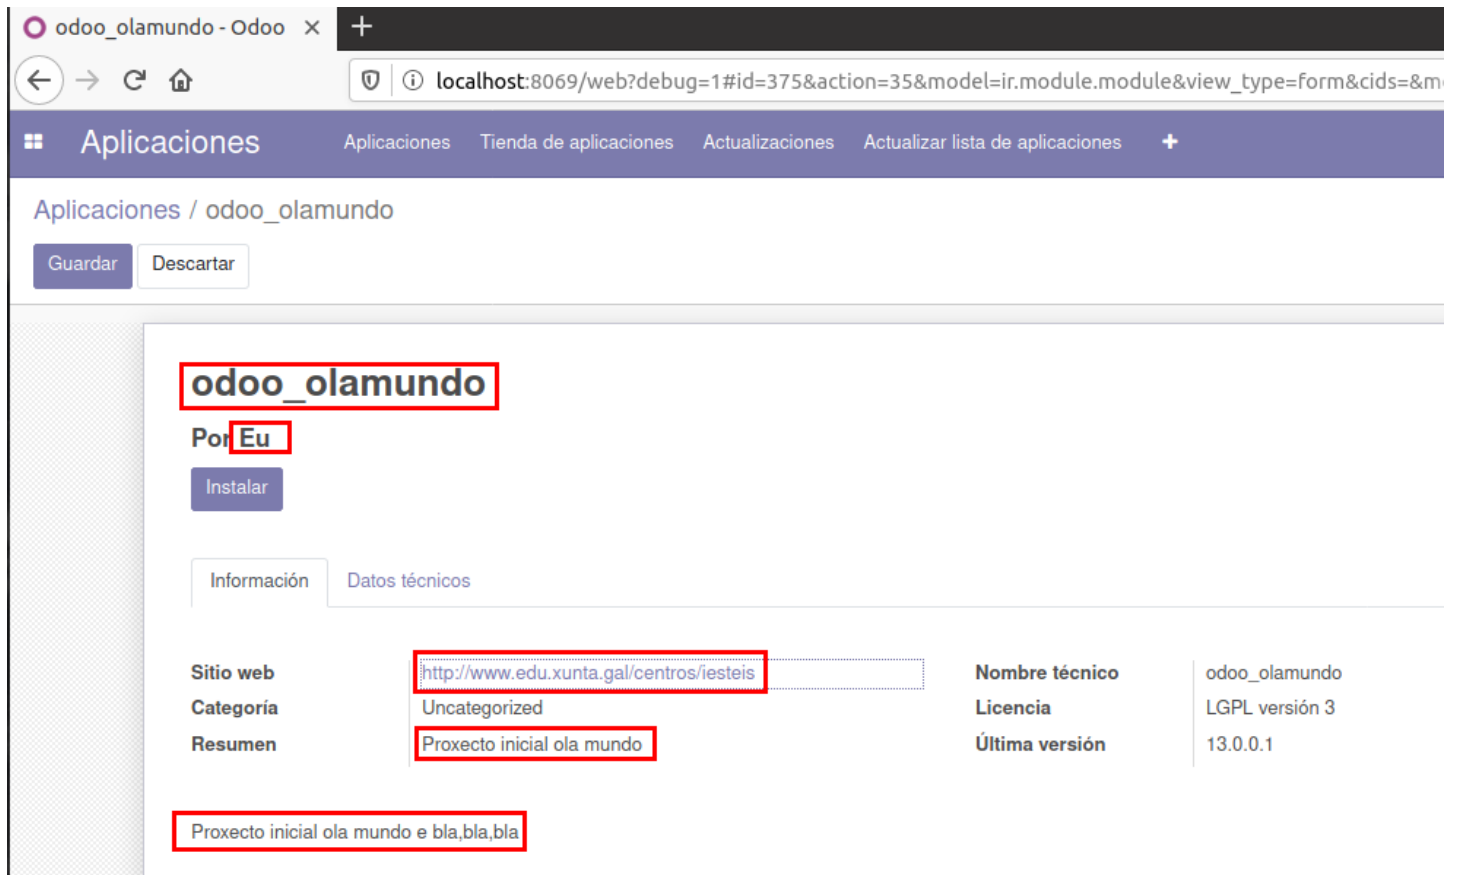 odoo_olamundo - Odoo
localhost:8069/web?debug=1#id=375&action=35&model=ir.module.module&view_type=form&cids=&m
Aplicaciones Aplicaciones Tienda de aplicaciones Actualizaciones Actualizar lista de aplicaciones
Aplicaciones / odoo_olamundo
Guardar Descartar
odoo_olamundo
Por Eu
Instalar
Información Datos técnicos
Sitio web http://www.edu.xunta.gal/centros/iesteis Nombre técnico odoo_olamundo
Categoría Uncategorized Licencia LGPL versión 3
Resumen Proxecto inicial ola mundo Última versión 13.0.0.1
Proxecto inicial ola mundo e bla,bla,bla